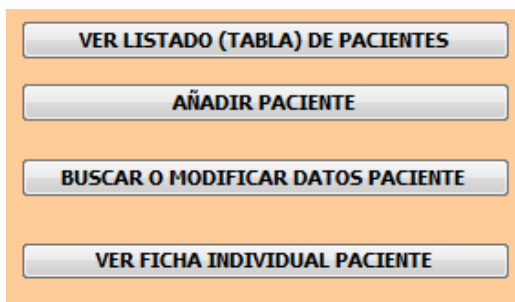 VER LISTADO (TABLA) DE PACIENTES
AÑADIR PACIENTE
BUSCAR O MODIFICAR DATOS PACIENTE
VER FICHA INDIVIDUAL PACIENTE